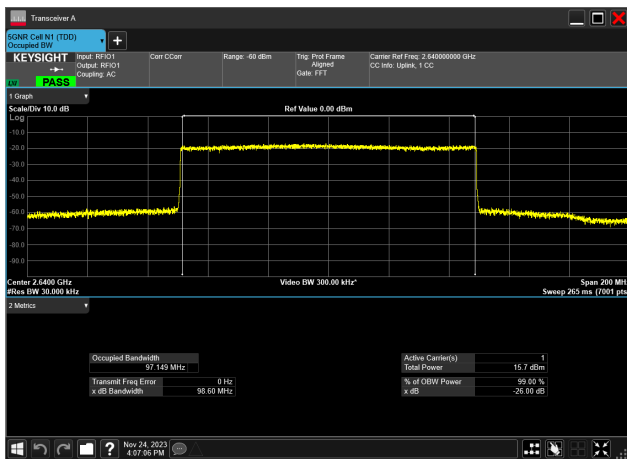 Transceiver A
5GNR Cell N1 (TDD)
Occupied BW
KEYSIGHT
LV
PASS
Input: RFIO1
Output: RFIO1
Coupling: AC
Corr CCorr
Range: -60 dBm
Trig: Prot Frame
Aligned
Gate: FFT
Carrier Ref Freq: 2.640000000 GHz
CC Info: Uplink, 1 CC
1 Graph
Scale/Div 10.0 dB
Ref Value 0.00 dBm
Log
-10.0
-20.0
-30.0
-40.0
-50.0
-60.0
-70.0
-80.0
-90.0
Center 2.6400 GHz
Video BW 300.00 kHz*
Span 200 MHz
#Res BW 30.000 kHz
Sweep 265 ms (7001 pts)
2 Metrics
Occupied Bandwidth
97.149 MHz
Transmit Freq Error 0 Hz
x dB Bandwidth 98.60 MHz
Active Carrier(s) 1
Total Power 15.7 dBm
% of OBW Power 99.00 %
x dB -26.00 dB
?
Nov 24, 2023
4:07:06 PM